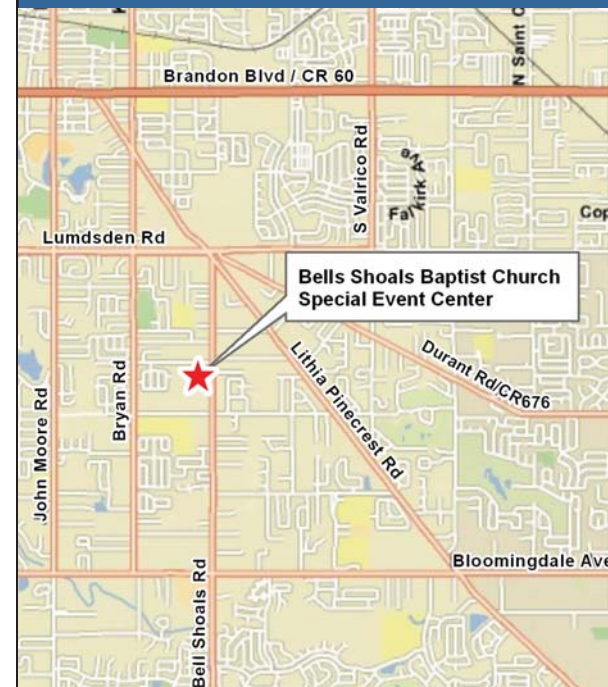 Brandon Blvd / CR 60
N Saint C
S Valrico Rd
Falkirk Ave
Cop
Lumdsden Rd
Bells Shoals Baptist Church
Special Event Center
Durant Rd/CR676
Lithia Pinecrest Rd
Bryan Rd
John Moore Rd
Bloomingdale Ave
Bell Shoals Rd